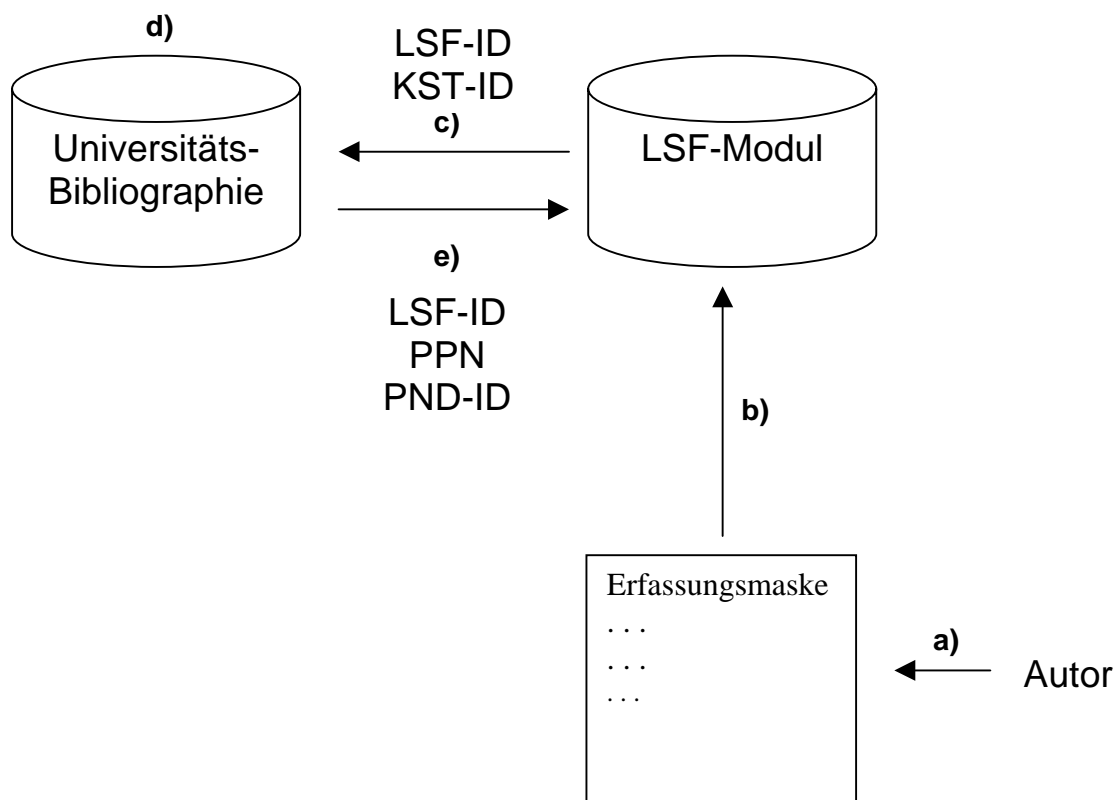 d)
Universitäts-
Bibliographie
LSF-ID
KST-ID
c)
LSF-Modul
e)
LSF-ID
PPN
PND-ID
b)
Erfassungsmaske
. . .
. . .
. . .
a)
Autor